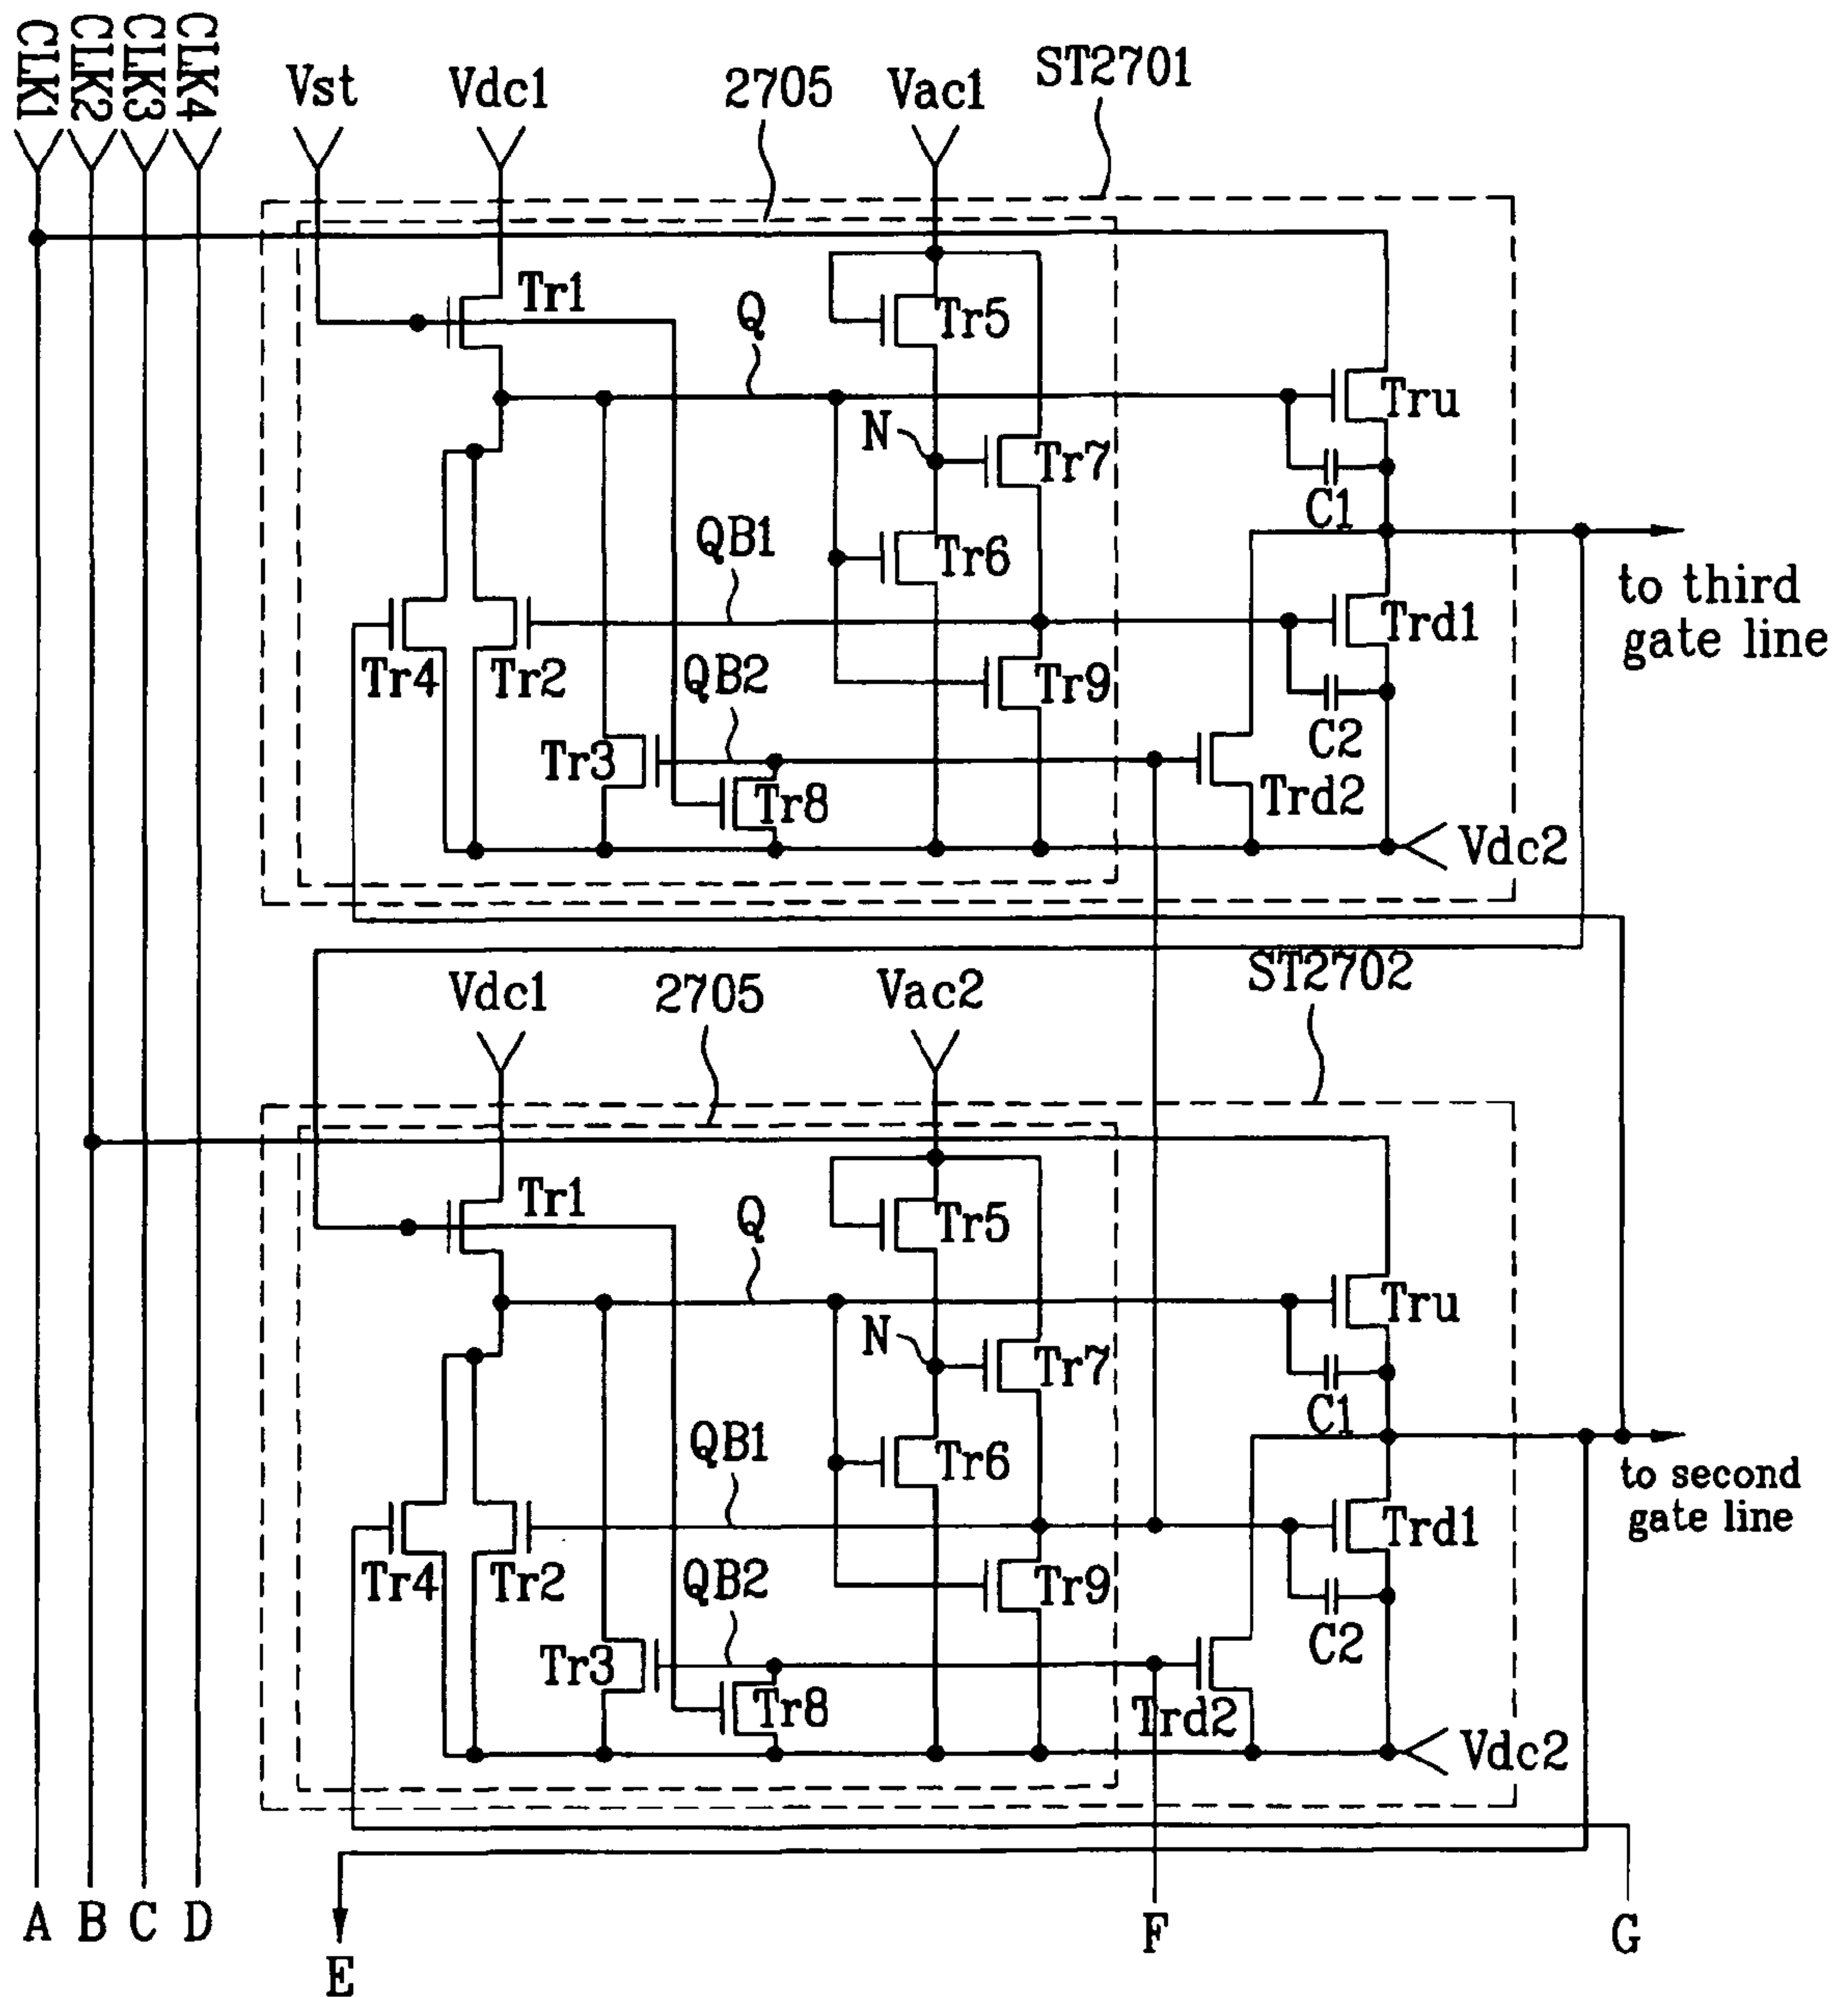 CLK1
CLK2
CLK3
CLK4
Vst
Vdc1
2705
Vac1
ST2701
Tr1
Q
Tr5
Tru
N
Tr7
C1
QB1
Tr6
to third
gate line
Trd1
Tr4
Tr2
QB2
Tr9
C2
Tr3
Tr8
Trd2
Vdc2
Vdc1
2705
Vac2
ST2702
Tr1
Q
Tr5
Tru
N
Tr7
C1
QB1
Tr6
to second
gate line
Trd1
Tr4
Tr2
QB2
Tr9
C2
Tr3
Tr8
Trd2
Vdc2
A
B
C
D
E
F
G